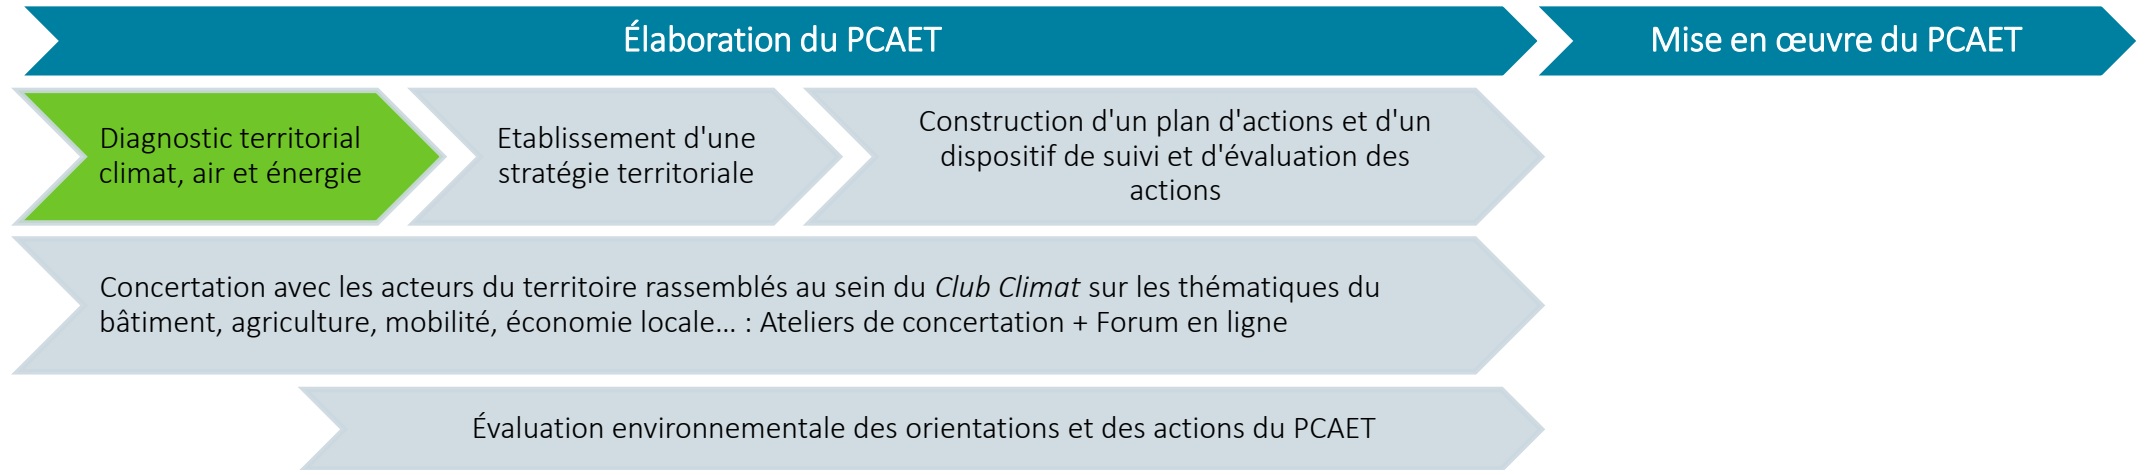 Élaboration du PCAET
Mise en œuvre du PCAET
Diagnostic territorial
climat, air et énergie
Etablissement d'une
stratégie territoriale
Construction d'un plan d'actions et d'un
dispositif de suivi et d'évaluation des
actions
Concertation avec les acteurs du territoire rassemblés au sein du Club Climat sur les thématiques du
bâtiment, agriculture, mobilité, économie locale... : Ateliers de concertation + Forum en ligne
Évaluation environnementale des orientations et des actions du PCAET